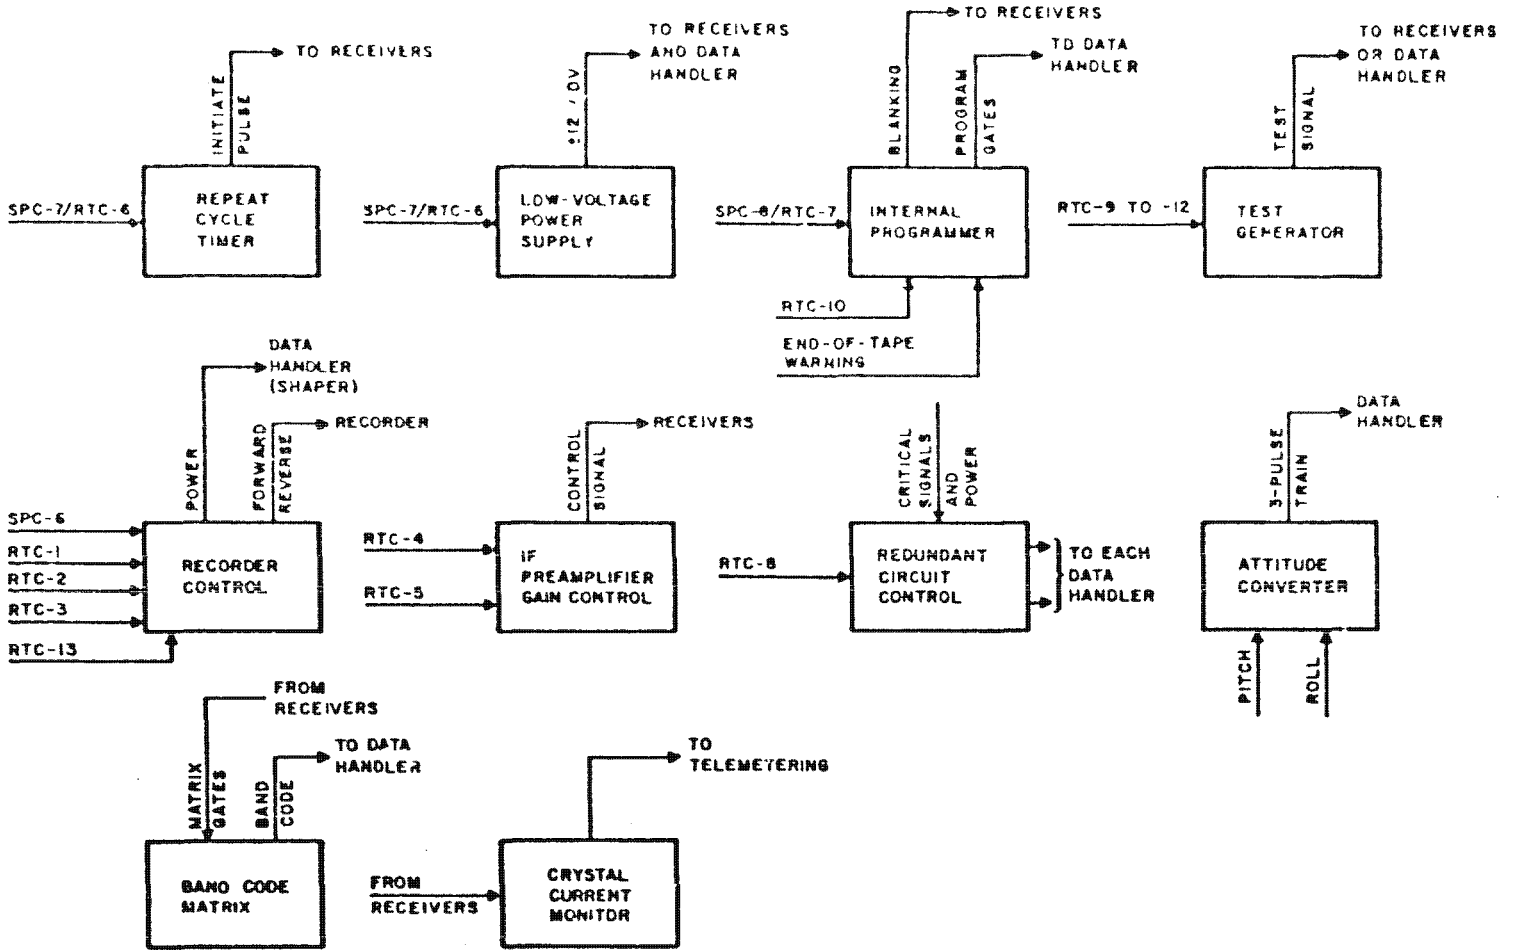 TO RECEIVERS
INITIATE
PULSE
SPC-7/RTC-6
REPEAT
CYCLE
TIMER
TO RECEIVERS
AND DATA
HANDLER
SPC-7/RTC-6
LOW-VOLTAGE
POWER
SUPPLY
TO RECEIVERS
BLANKING
TO DATA
HANDLER
PROGRAM
GATES
SPC-8/RTC-7
INTERNAL
PROGRAMMER
RTC-10
END-OF-TAPE
WARNING
TO RECEIVERS
OR DATA
HANDLER
TEST
SIGNAL
RTC-9 TO -12
TEST
GENERATOR
DATA
HANDLER
(SHAPER)
POWER
RECORDER
FORWARD
REVERSE
SPC-6
RTC-1
RTC-2
RTC-3
RTC-13
RECORDER
CONTROL
RECEIVERS
CONTROL
SIGNAL
RTC-4
RTC-5
IF
PREAMPLIFIER
GAIN CONTROL
CRITICAL
SIGNALS
AND
POWER
RTC-8
REDUNDANT
CIRCUIT
CONTROL
TO EACH
DATA
HANDLER
DATA
HANDLER
3-PULSE
TRAIN
ATTITUDE
CONVERTER
PITCH
ROLL
FROM
RECEIVERS
MATRIX
GATES
TO DATA
HANDLER
BAND
CODE
BAND CODE
MATRIX
TO
TELEMETERING
FROM
RECEIVERS
CRYSTAL
CURRENT
MONITOR